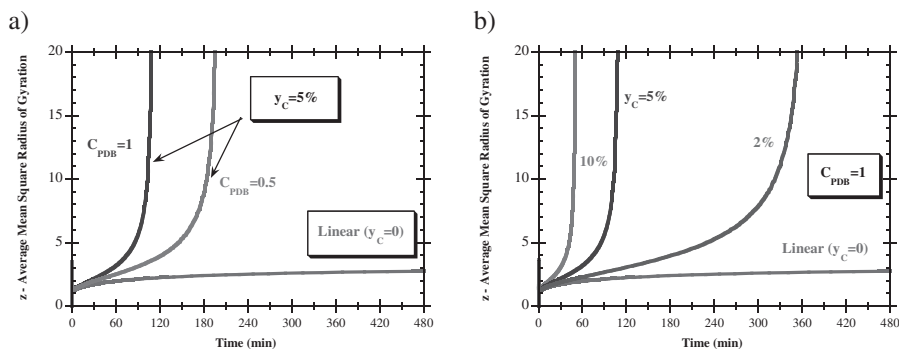 a)
b)
z - Average Mean Square Radius of Gyration
20
15
10
5
0
y_C=5%
C_PDB=1
C_PDB=0.5
Linear (y_C=0)
0 60 120 180 240 300 360 420 480
Time (min)
z - Average Mean Square Radius of Gyration
20
15
10
5
0
y_C=5%
10%
2%
C_PDB=1
Linear (y_C=0)
0 60 120 180 240 300 360 420 480
Time (min)